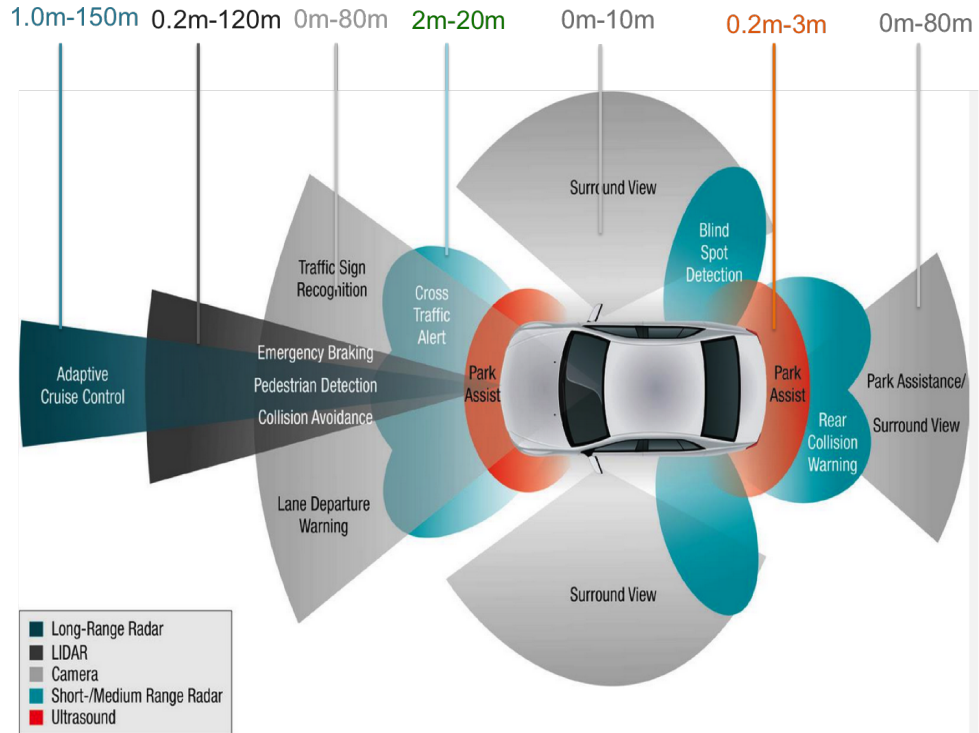 1.0m-150m
0.2m-120m
0m-80m
2m-20m
0m-10m
0.2m-3m
0m-80m
Surround View
Blind
Spot
Detection
Traffic Sign
Recognition
Cross
Traffic
Alert
Emergency Braking
Pedestrian Detection
Collision Avoidance
Adaptive
Cruise Control
Park
Assist
Park
Assist
Park Assistance/
Surround View
Rear
Collision
Warning
Lane Departure
Warning
Surround View
Long-Range Radar
LIDAR
Camera
Short-/Medium Range Radar
Ultrasound